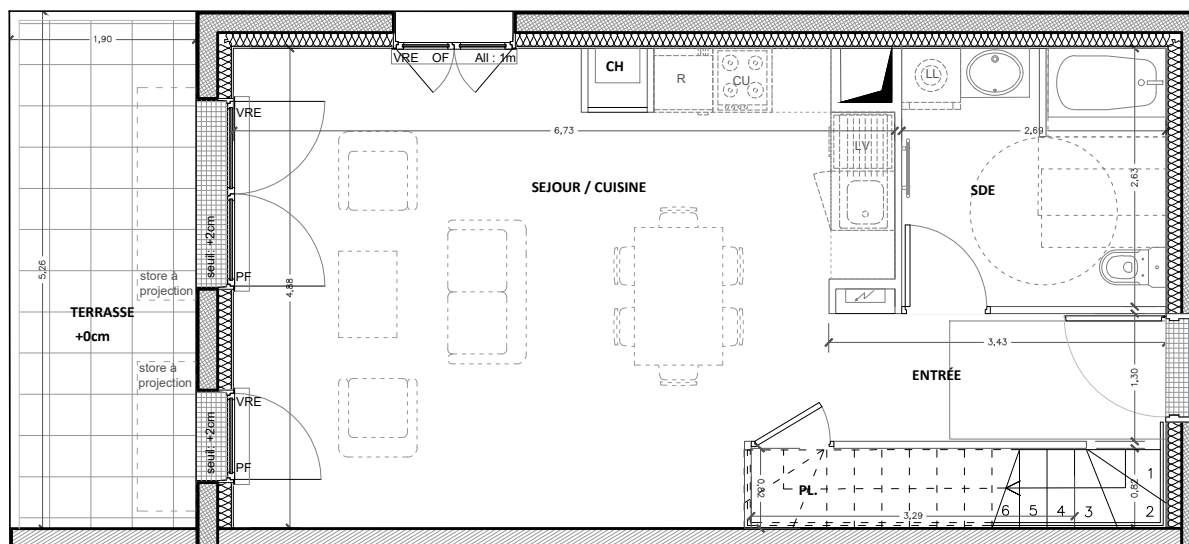 1,90
VRE OF All : 1m
CH
R
CU
LL
VRE
6,73
2,69
LV
SEJOUR / CUISINE
SDE
2,63
seuil: +2cm
5,26
store à
projection
PF
4,88
TERRASSE
+0cm
3,43
store à
projection
ENTRÉE
1,30
VRE
seuil: +2cm
PF
0,82
PL.
3,29
6 5 4 3
0,82
1
2